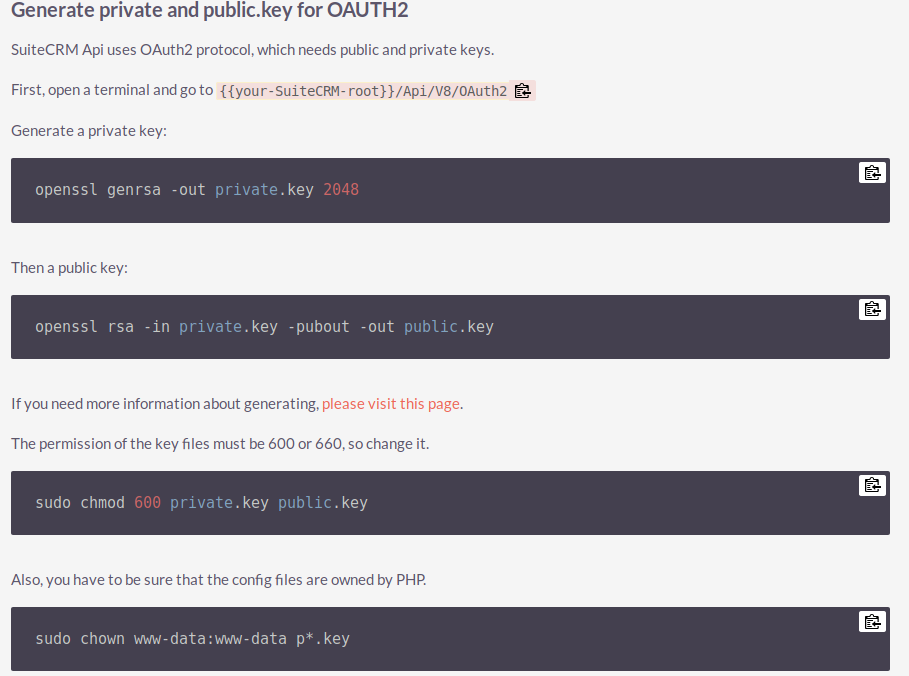 Generate private and public.key for OAUTH2
SuiteCRM Api uses OAuth2 protocol, which needs public and private keys.
First, open a terminal and go to {{your-SuiteCRM-root}}/Api/V8/OAuth2
Generate a private key:
openssl genrsa -out private.key 2048
Then a public key:
openssl rsa -in private.key -pubout -out public.key
If you need more information about generating, please visit this page.
The permission of the key files must be 600 or 660, so change it.
sudo chmod 600 private.key public.key
Also, you have to be sure that the config files are owned by PHP.
sudo chown www-data:www-data p*.key